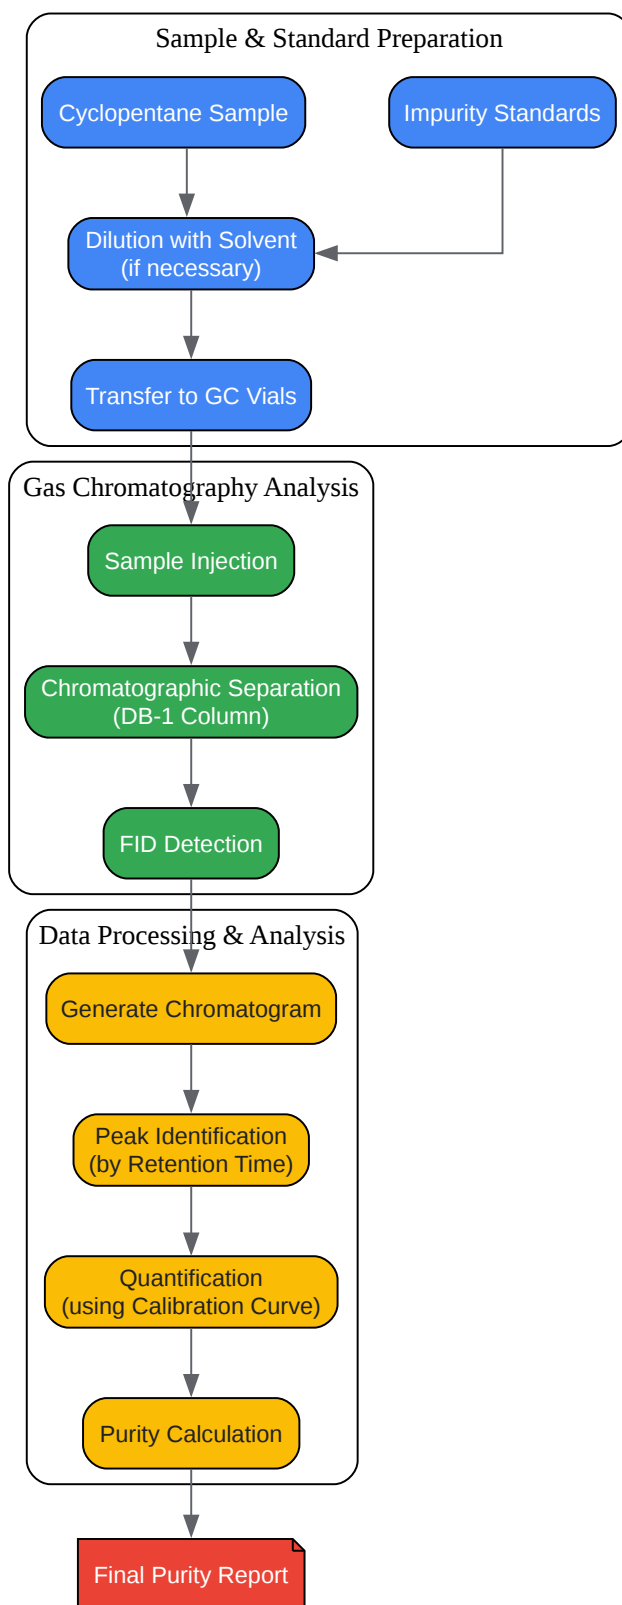 Sample & Standard Preparation
Cyclopentane Sample
Impurity Standards
Dilution with Solvent
(if necessary)
Transfer to GC Vials
Gas Chromatography Analysis
Sample Injection
Chromatographic Separation
(DB-1 Column)
FID Detection
Data Processing & Analysis
Generate Chromatogram
Peak Identification
(by Retention Time)
Quantification
(using Calibration Curve)
Purity Calculation
Final Purity Report